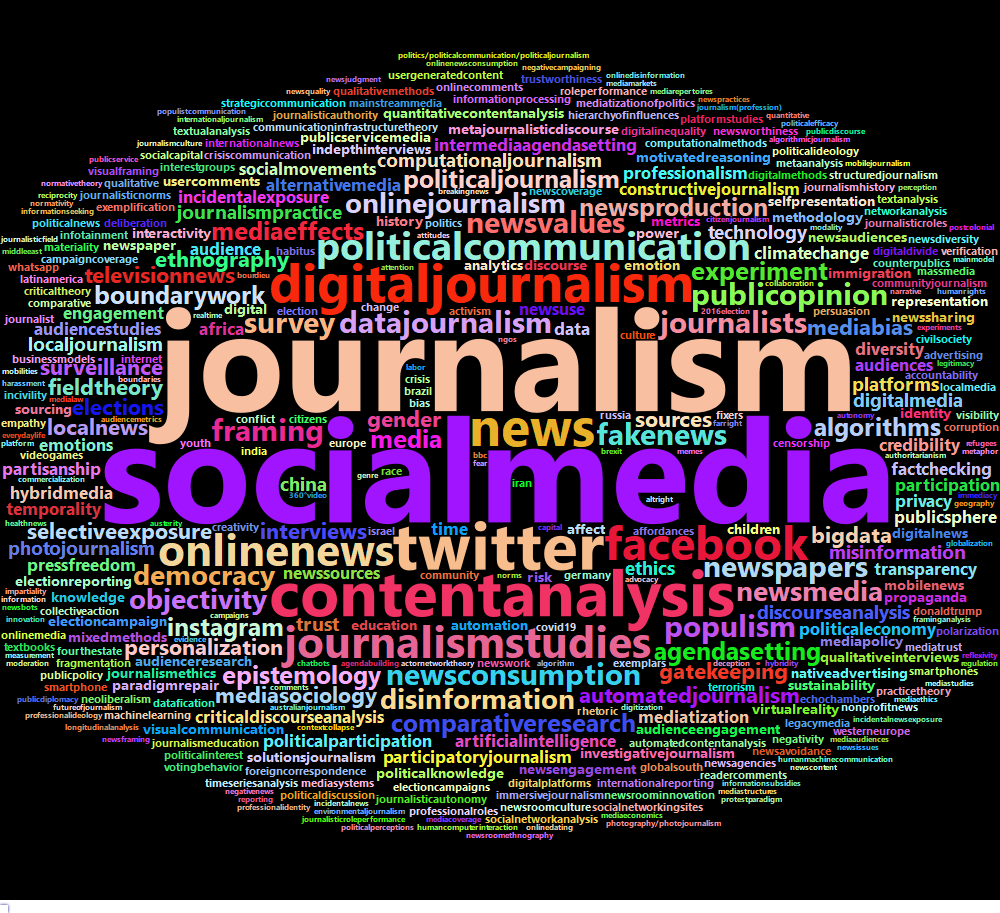 politics/politicalcommunication/politicaljournalism
onlinenewsconsumption
negativecampaigning
newsjudgment usergeneratedcontent trustworthiness onlinedisinformation
mediamarkets
newsquality qualitativemethods onlinecomments roleperformance mediarepertoires
strategiccommunication mainstreammedia informationprocessing mediatizationofpolitics newspractices
journalism(profession)
populistcommunication journalisticauthority quantitativecontentanalysis hierarchyofinfluences platformstudies quantitative
internationaljournalism politicalefficacy
textualanalysis communicationinfrastructuretheory metajournalisticdiscourse digitalinequality newsworthiness publicdiscourse
journalismculture internationalnews publicservicemedia intermediaagendasetting computationalmethods algorithmicjournalism
socialcapital crisiscommunication indepthinterviews motivatedreasoning politicalideology
publicservice interestgroups computationaljournalism metaanalysis mobilejournalism
visualframing socialmovements professionalism digitalmethods structuredjournalism
normativetheory qualitative usercomments alternativemedia politicaljournalism constructivejournalism journalismhistory perception
reciprocity journalisticnorms incidentalexposure breakingnews newscoverage selfpresentation textanalysis
normativity exemplification onlinejournalism newsproduction networkanalysis
informationseeking journalismpractice newsvalues metrics citizenjournalism methodology journalisticroles
politicalnews deliberation history politics power technology modality postcolonial
journalisticfield infotainment interactivity mediaeffects attitudes newsaudiences newsdiversity
middleeast materiality newspaper audience habitus politicalcommunication climatechange digitaldivide verification
campaigncoverage ethnography analytics discourse emotion counterpublics mainmodel
whatsapp televisionnews bourdieu attention experiment collaboration immigration massmedia
latinamerica digitaljournalism communityjournalism
criticaltheory boundarywork publicopinion narrative humanrights
comparative realtime digital election change activism newsuse 2016election persuasion representation
journalist engagement africa survey datajournalism data journalists newssharing
audiencestudies ngos culture mediabias experiments
localjournalism journalism diversity civilsociety
businessmodels internet labor audiences advertising legitimacy
mobilities surveillance boundaries crisis accountability
harassment fieldtheory brazil platforms localmedia
incivility medialaw bias digitalmedia
sourcing elections audiencemetrics conflict citizens gender russia sources fixers autonomy identity visibility
empathy localnews framing media news farright algorithms corruption
everydaylife europe fakenews
platform emotions youth india bbc brexit memes censorship credibility refugees
videogames fear authoritarianism metaphor
partisanship social media race factchecking
commercialization china genre iran participation
hybridmedia 360°video altright privacy immediacy
temporality geography
healthnews austerity publicsphere
selectiveexposure creativity interviews israel time capital affect affordances children bigdata digitalnews
photojournalism onlinenews twitter facebook misinformation globalization
pressfreedom newssources community norms risk germany ethics newspapers transparency
electionreporting democracy advocacy
impartiality knowledge objectivity contentanalysis newsmedia mobilenews
information propaganda
newsbots collectiveaction campaigns discourseanalysis donaldtrump
innovation electioncampaign instagram trust education automation covid19 populism politicaleconomy framinganalysis
onlinemedia mixedmethods evidence polarization
textbooks fourthestate personalization journalismstudies mediapolicy mediatrust
measurement agendasetting qualitativeinterviews reflexivity
moderation fragmentation audienceresearch chatbots agendabuilding actornetworktheory newswork algorithm exemplars deception hybridity regulation
publicpolicy journalismethics epistemology newsconsumption gatekeeping nativeadvertising smartphones
smartphone paradigmrepair comments terrorism sustainability mediastudies
publicdiplomacy neoliberalism mediasociology disinformation automatedjournalism echochambers practicetheory
futureofjournalism datafication australianjournalism rhetoric digitization virtualreality nonprofitnews mediaethics
professionalideology machinelearning criticaldiscourseanalysis mediatization legacymedia incidentalnewsexposure
longitudinalanalysis visualcommunication contextcollapse comparativeresearch audienceengagement westerneurope
newsframing journalismeducation politicalparticipation artificialintelligence automatedcontentanalysis negativity mediaaudiences
newsavoidance newsissues
politicalinterest solutionsjournalism participatoryjournalism investigativejournalism humanmachinecommunication
votingbehavior foreigncorrespondence politicalknowledge newsengagement globalsouth newsagencies newscontent
readercomments
timeseriesanalysis mediasystems electioncampaigns digitalplatforms internationalreporting informationsubsidies
negativenews politicaldiscussion journalisticautonomy immersivejournalism newsroominnovation mediastructures
reporting incidentalnews protestparadigm
professionalidentity environmentaljournalism professionalroles newsroomculture socialnetworkingsites
journalisticroleperformance mediacoverage socialnetworkanalysis mediaeconomics
politicalperceptions humancomputerinteraction onlinedating photography/photojournalism
newsroomethnography